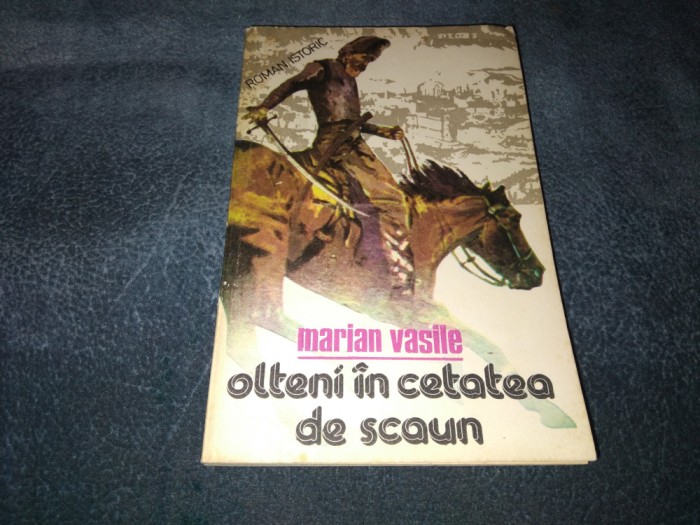 ROMAN ISTORIC
marian vasile
olteni în cetatea
de scaun